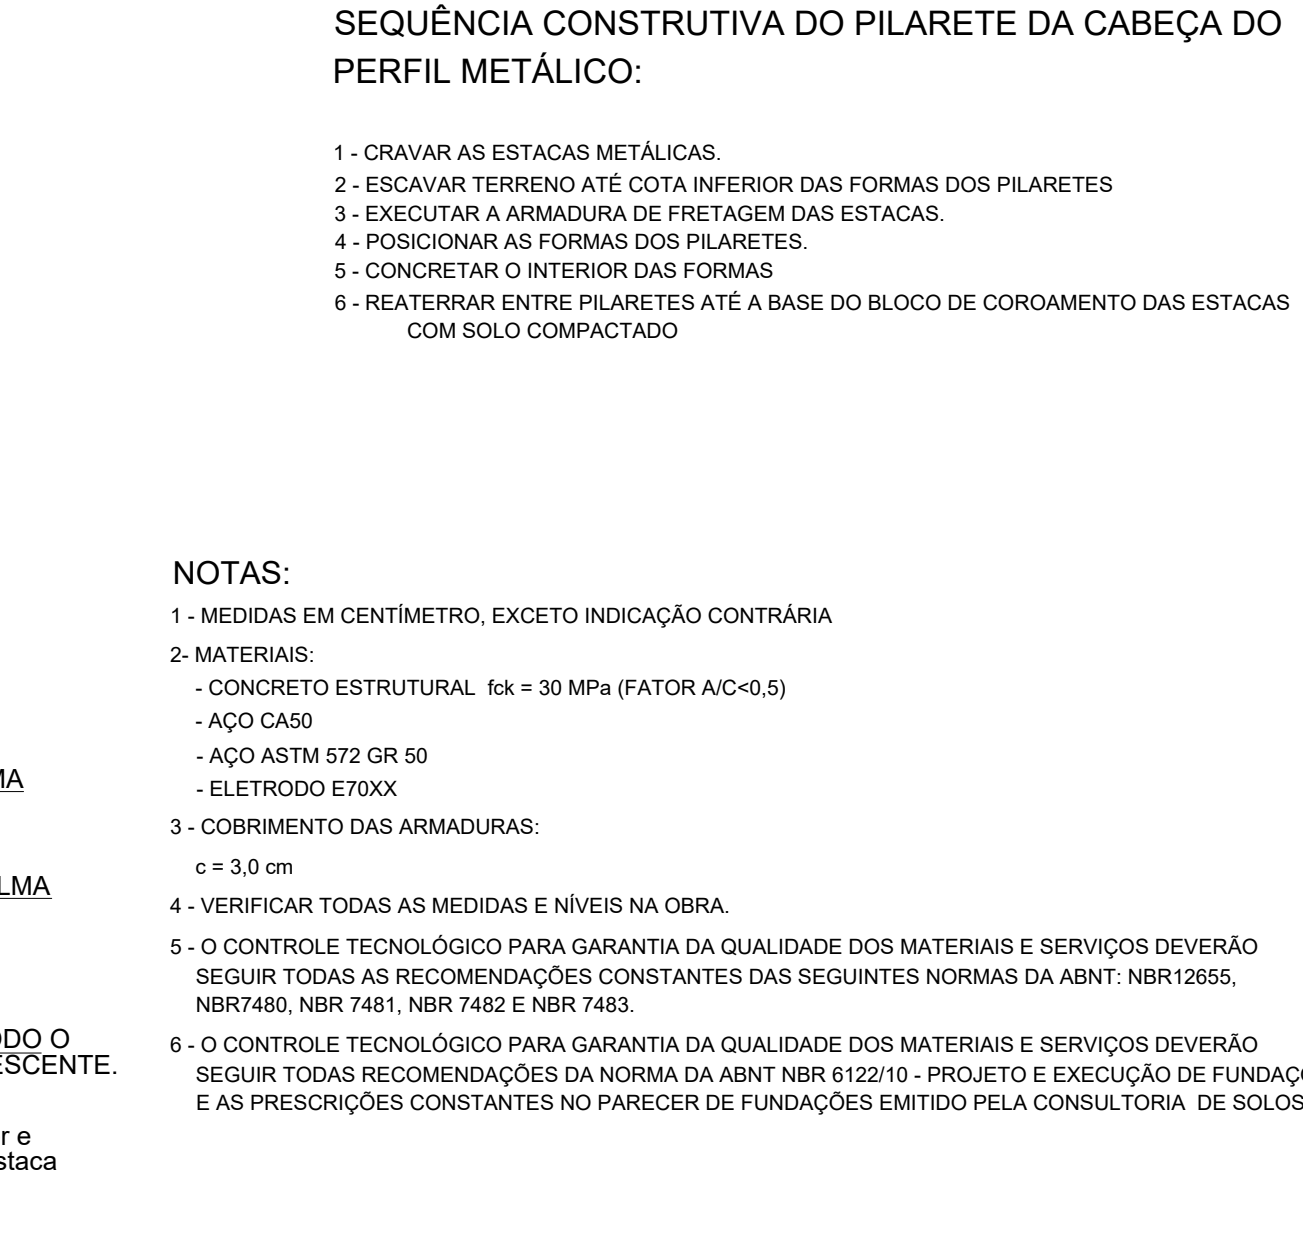 SEQUÊNCIA CONSTRUTIVA DO PILARETE DA CABEÇA DO
PERFIL METÁLICO:
1 - CRAVAR AS ESTACAS METÁLICAS.
2 - ESCAVAR TERRENO ATÉ COTA INFERIOR DAS FORMAS DOS PILARETES
3 - EXECUTAR A ARMADURA DE FRETAGEM DAS ESTACAS.
4 - POSICIONAR AS FORMAS DOS PILARETES.
5 - CONCRETAR O INTERIOR DAS FORMAS
6 - REATERRAR ENTRE PILARETES ATÉ A BASE DO BLOCO DE COROAMENTO DAS ESTACAS
COM SOLO COMPACTADO
NOTAS:
1 - MEDIDAS EM CENTÍMETRO, EXCETO INDICAÇÃO CONTRÁRIA
2- MATERIAIS:
- CONCRETO ESTRUTURAL fck = 30 MPa (FATOR A/C<0,5)
- AÇO CA50
- AÇO ASTM 572 GR 50
- ELETRODO E70XX
3 - COBRIMENTO DAS ARMADURAS:
c = 3,0 cm
4 - VERIFICAR TODAS AS MEDIDAS E NÍVEIS NA OBRA.
5 - O CONTROLE TECNOLÓGICO PARA GARANTIA DA QUALIDADE DOS MATERIAIS E SERVIÇOS DEVERÃO
SEGUIR TODAS AS RECOMENDAÇÕES CONSTANTES DAS SEGUINTES NORMAS DA ABNT: NBR12655,
NBR7480, NBR 7481, NBR 7482 E NBR 7483.
6 - O CONTROLE TECNOLÓGICO PARA GARANTIA DA QUALIDADE DOS MATERIAIS E SERVIÇOS DEVERÃO
SEGUIR TODAS RECOMENDAÇÕES DA NORMA DA ABNT NBR 6122/10 - PROJETO E EXECUÇÃO DE
E AS PRESCRIÇÕES CONSTANTES NO PARECER DE FUNDAÇÕES EMITIDO PELA CONSULTORIA DE SOLOS
O
r e